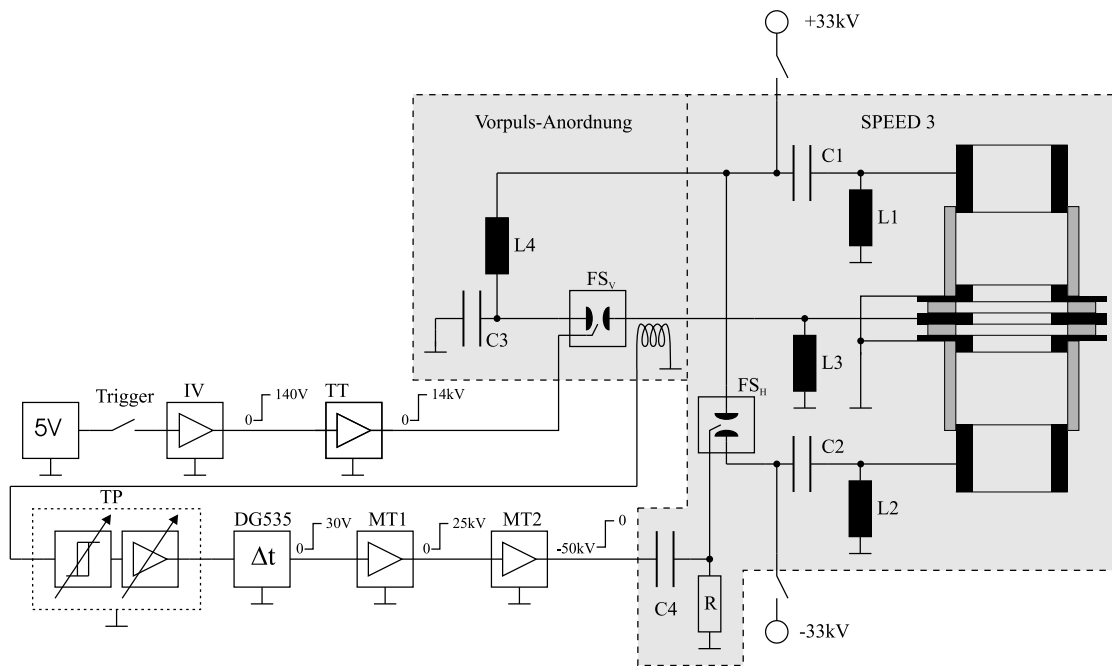 +33kV
Vorpuls-Anordnung
SPEED 3
C1
L1
L4
FSV
C3
L3
FSH
Trigger
IV
140V
0
TT
14kV
0
5V
C2
L2
TP
DG535
30V
0
MT1
25kV
0
MT2
0
-50kV
Δt
C4
R
-33kV